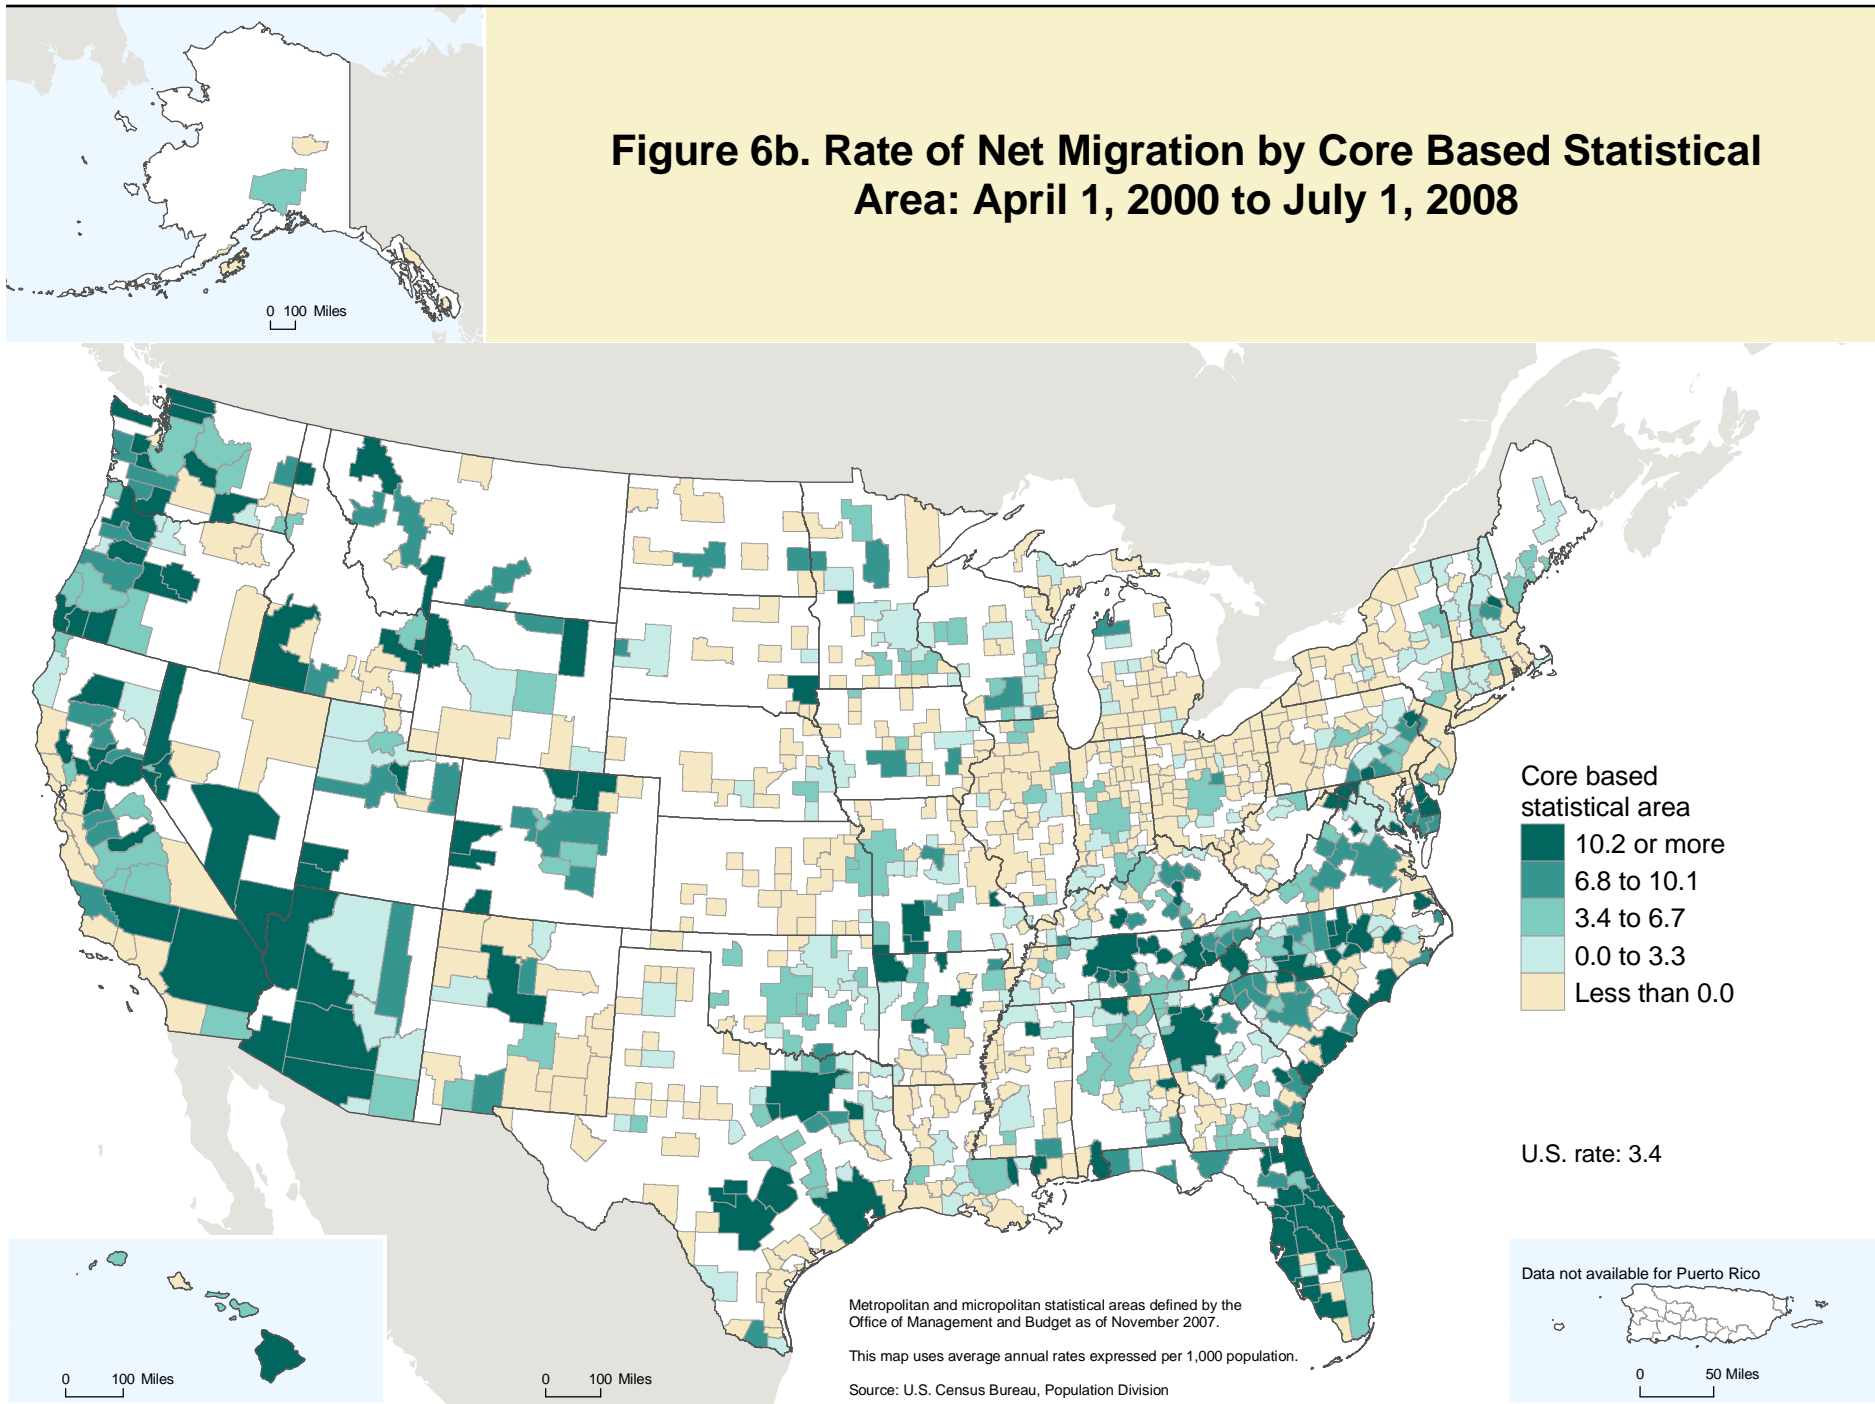 Figure 6b. Rate of Net Migration by Core Based Statistical
Area: April 1, 2000 to July 1, 2008
0 100 Miles
Core based
statistical area
10.2 or more
6.8 to 10.1
3.4 to 6.7
0.0 to 3.3
Less than 0.0
U.S. rate: 3.4
Data not available for Puerto Rico
0 50 Miles
Metropolitan and micropolitan statistical areas defined by the
Office of Management and Budget as of November 2007.
This map uses average annual rates expressed per 1,000 population.
Source: U.S. Census Bureau, Population Division
0 100 Miles
0 100 Miles